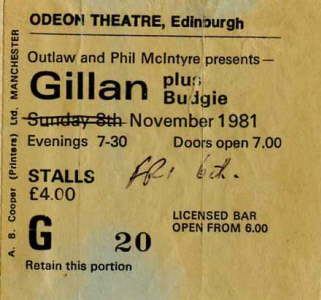 ODEON THEATRE, Edinburgh
Outlaw and Phil McIntyre presents—
Gillan plus Budgie
Sunday 8th November 1981
Evenings 7-30 Doors open 7.00
STALLS
£4.00
FRI 6th.
G 20
LICENSED BAR
OPEN FROM 6.00
Retain this portion
A. B. Cooper (Printers) Ltd. MANCHESTER